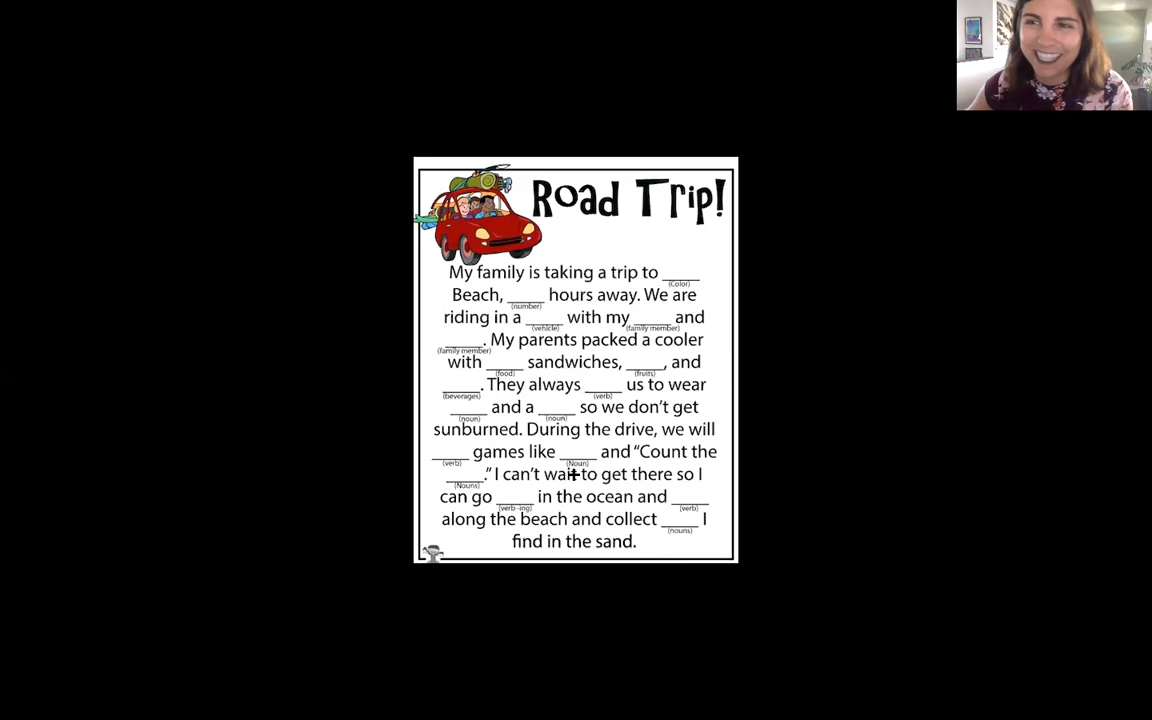 Road Trip!
My family is taking a trip to ____
(Color)
Beach, ____ hours away. We are
(number)
riding in a ____ with my ____ and
(vehicle) (family member)
____. My parents packed a cooler
(family member)
with ____ sandwiches, ____, and
(food) (fruits)
____. They always ____ us to wear
(beverages) (verb)
____ and a ____ so we don't get
(noun) (noun)
sunburned. During the drive, we will
____ games like ____ and “Count the
(verb) (Noun)
____.” I can't wait to get there so I
(Nouns)
can go ____ in the ocean and ____
(verb -ing) (verb)
along the beach and collect ____ I
(nouns)
find in the sand.